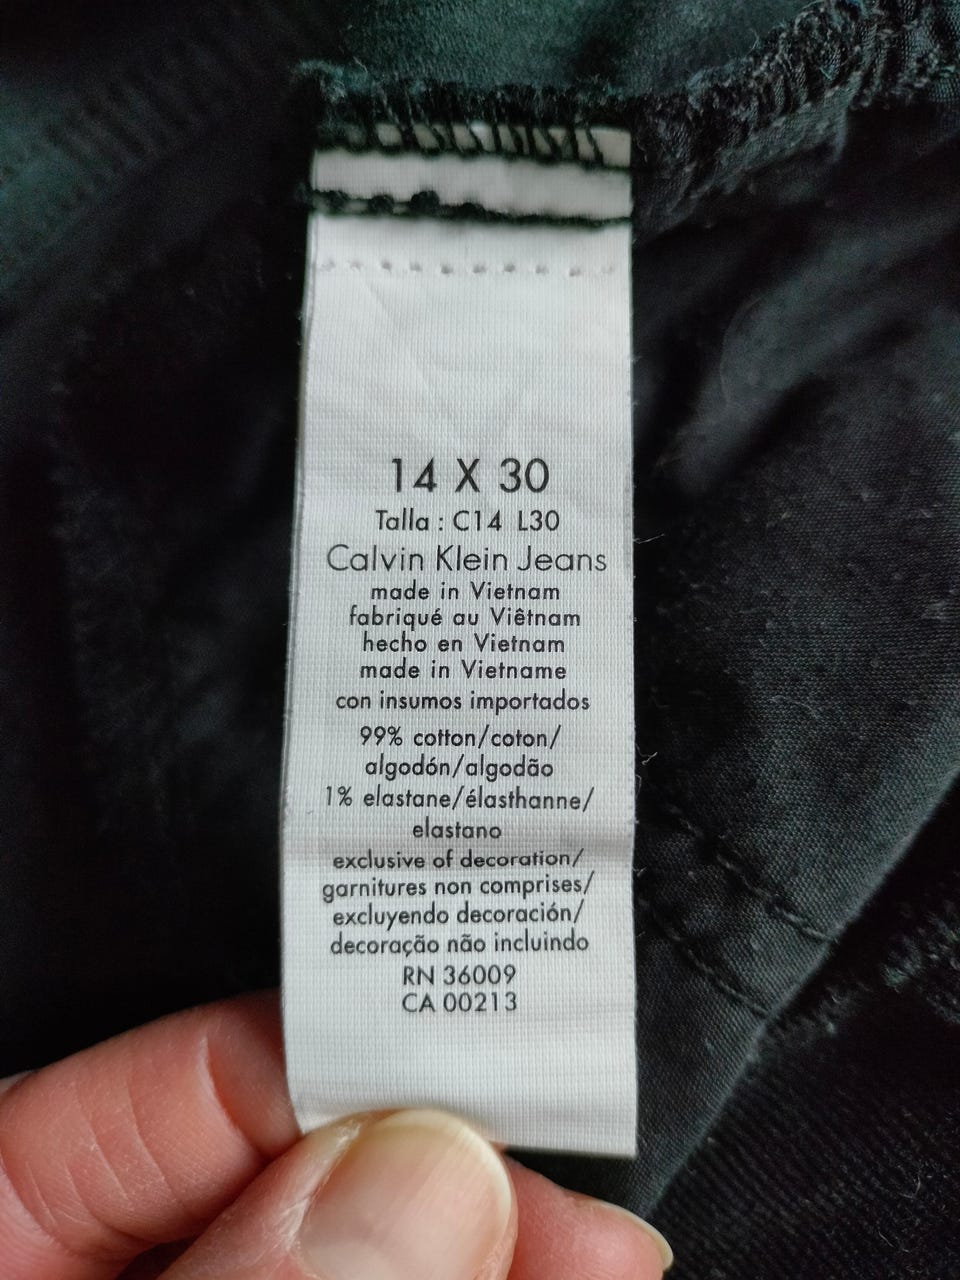 14 X 30
Talla : C14 L30
Calvin Klein Jeans
made in Vietnam
fabriqué au Viêtnam
hecho en Vietnam
made in Vietname
con insumos importados
99% cotton/coton/
algodón/algodão
1% elastane/élasthanne/
elastano
exclusive of decoration/
garnitures non comprises/
excluyendo decoración/
decoração não incluindo
RN 36009
CA 00213